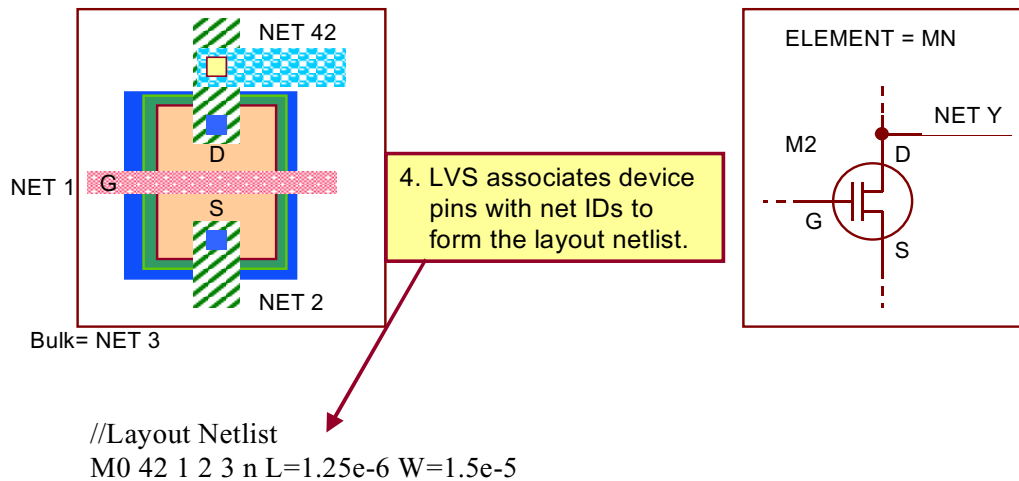 NET 42
D
NET 1
G
S
NET 2
Bulk= NET 3
4. LVS associates device
pins with net IDs to
form the layout netlist.
ELEMENT = MN
NET Y
M2
D
G
S
//Layout Netlist
M0 42 1 2 3 n L=1.25e-6 W=1.5e-5